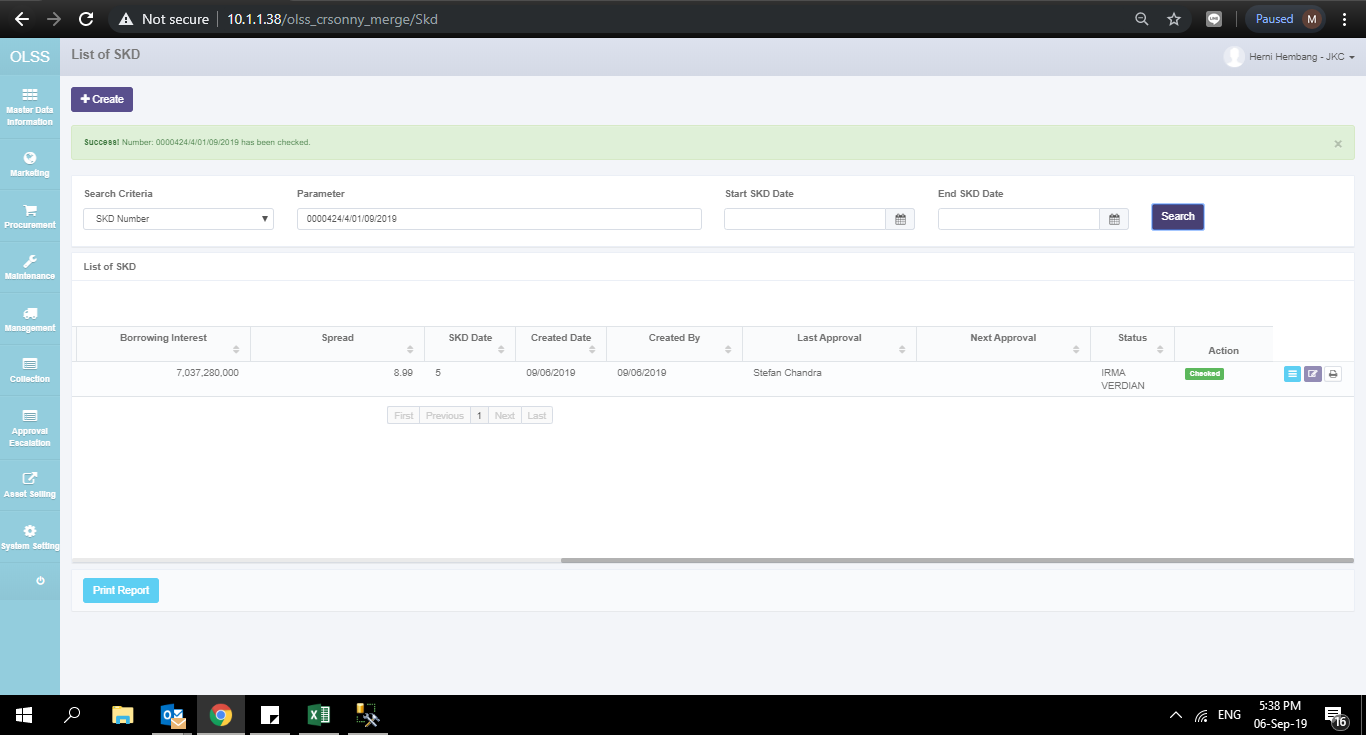 Not secure
10.1.1.38/olss_crsonny_merge/Skd
Paused
M
OLSS
List of SKD
Herni Hembang - JKC
Create
Master Data
Information
Success! Number: 0000424/4/01/09/2019 has been checked.
×
Marketing
Search Criteria
Parameter
Start SKD Date
End SKD Date
SKD Number
0000424/4/01/09/2019
Search
Procurement
Maintenance
List of SKD
Management
Borrowing Interest
Spread
SKD Date
Created Date
Created By
Last Approval
Next Approval
Status
Action
7,037,280,000
8.99
5
09/06/2019
09/06/2019
Stefan Chandra
IRMA
VERDIAN
Checked
Collection
First
Previous
1
Next
Last
Approval
Escalation
Asset Selling
System Setting
Print Report
ENG
5:38 PM
06-Sep-19
16